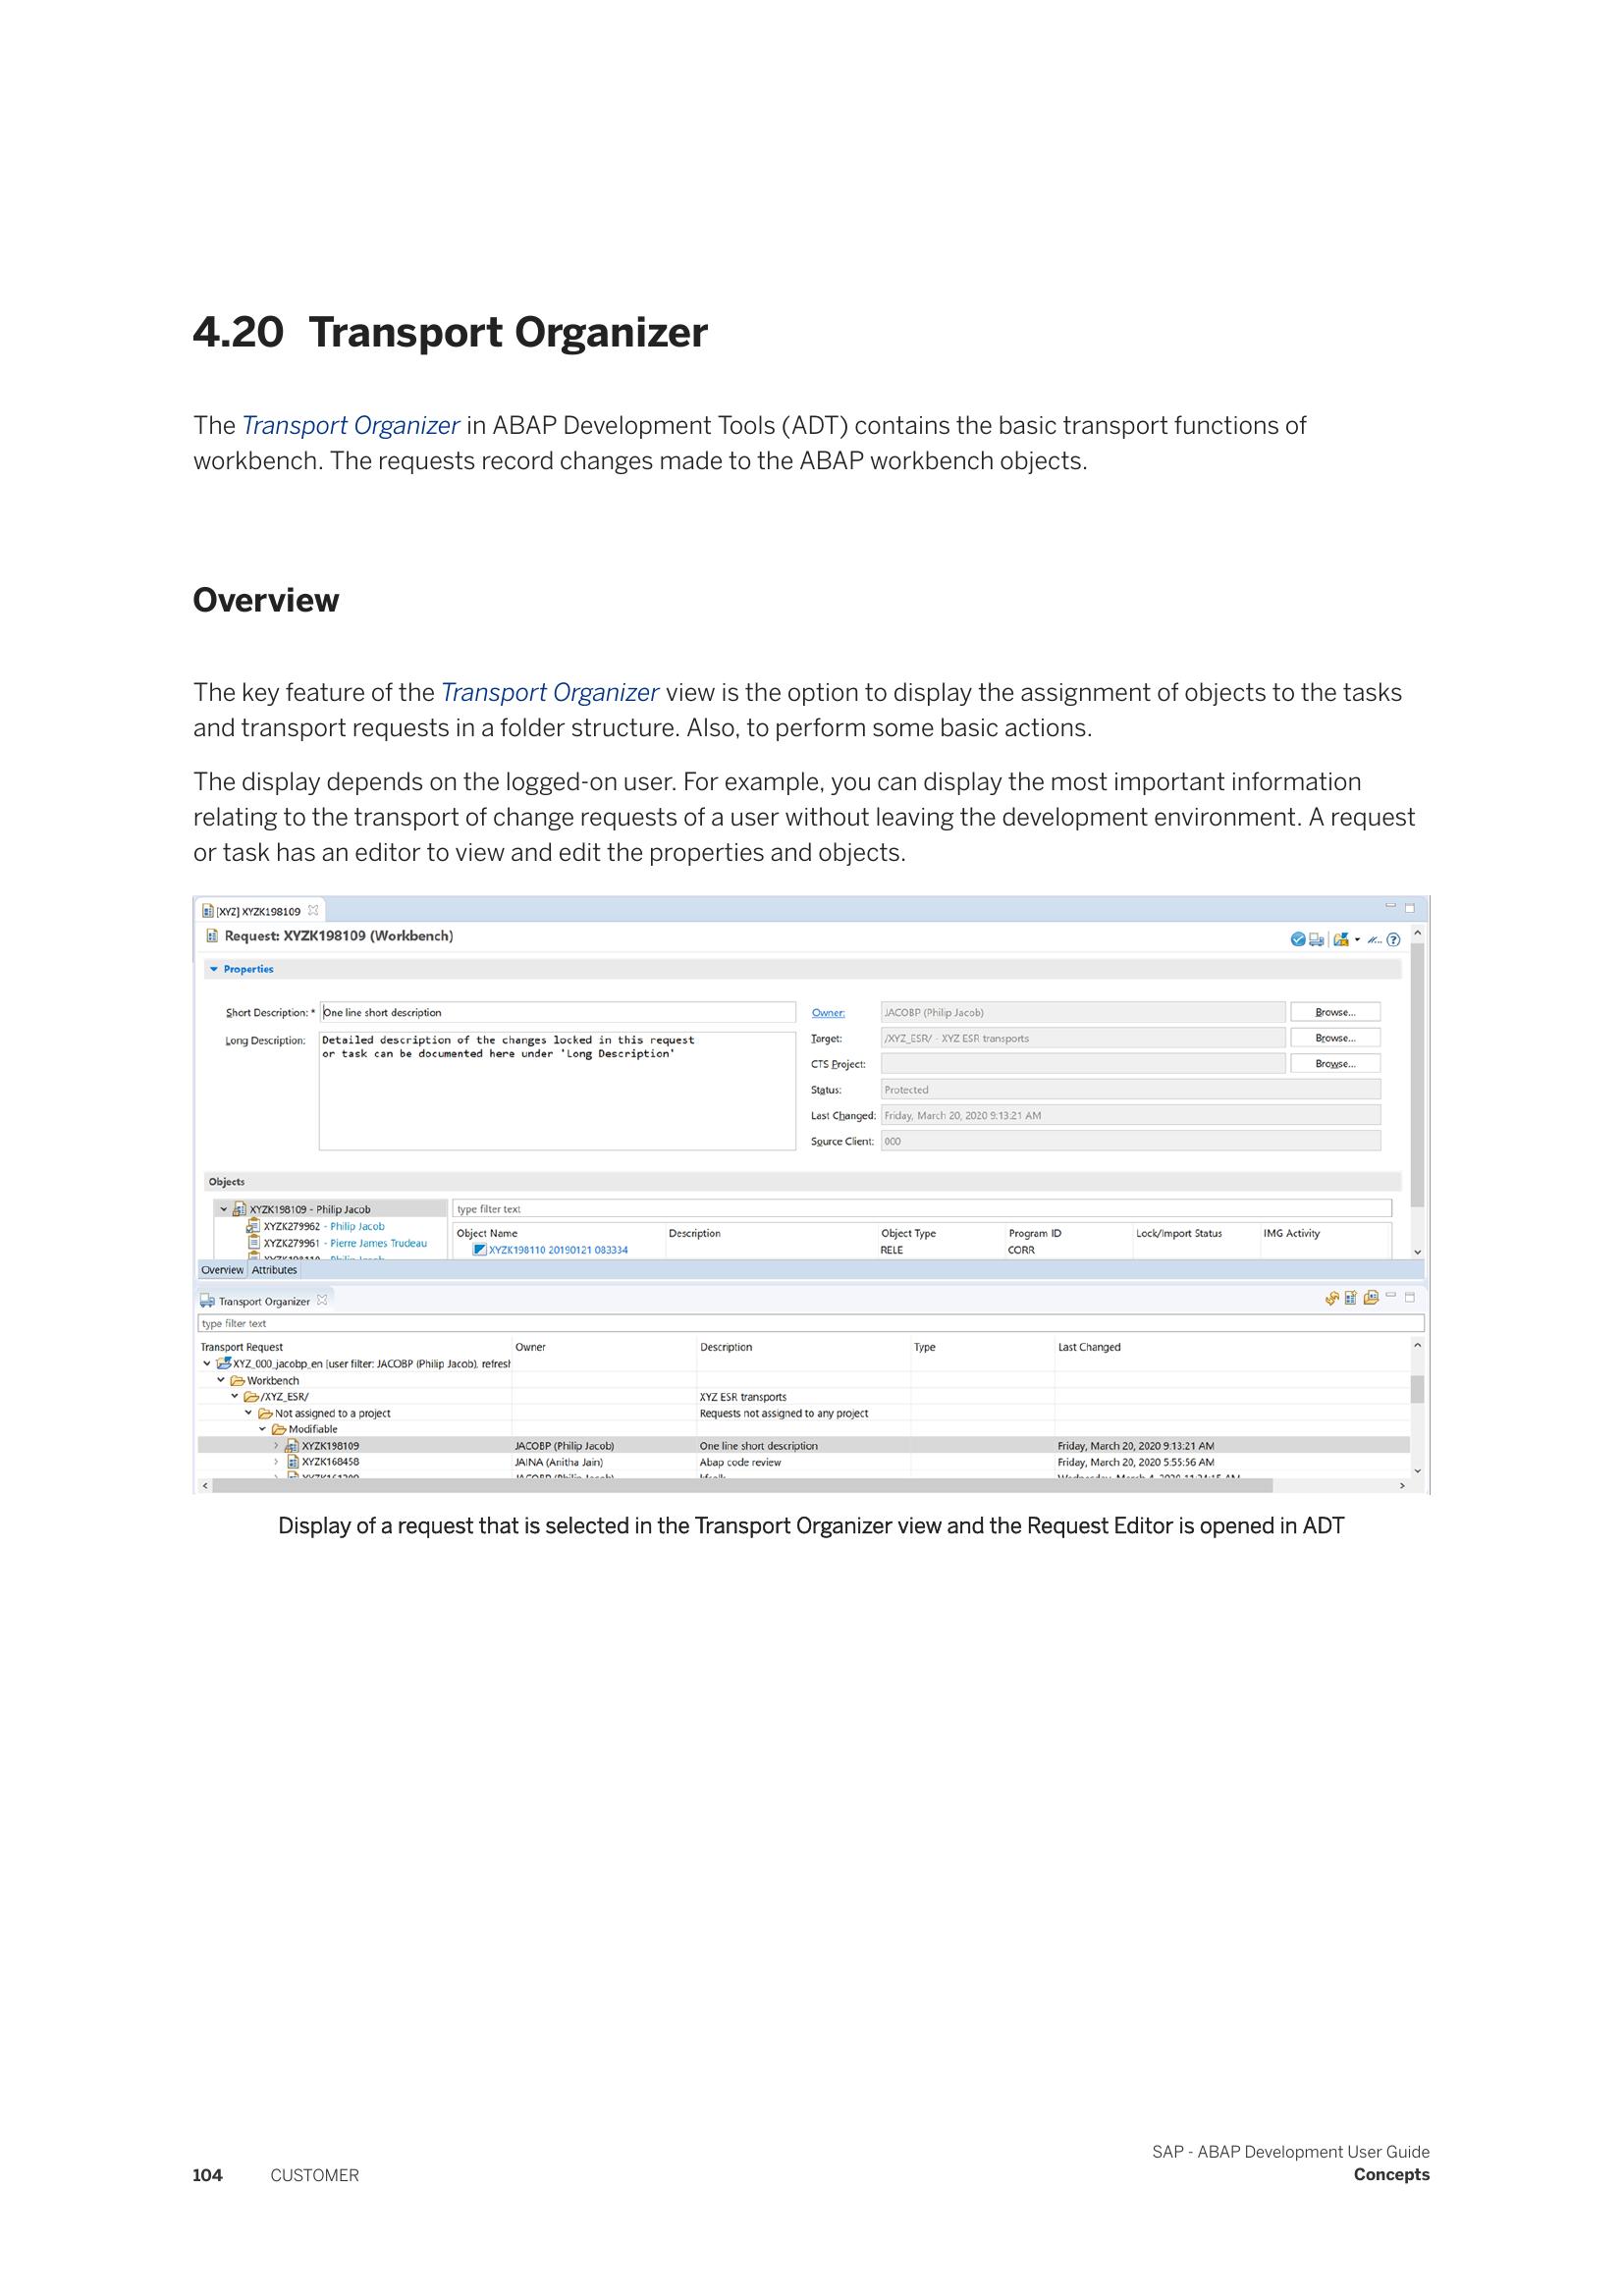 4.20 Transport Organizer
The Transport Organizer in ABAP Development Tools (ADT) contains the basic transport functions of
workbench. The requests record changes made to the ABAP workbench objects.
Overview
The key feature of the Transport Organizer view is the option to display the assignment of objects to the tasks
and transport requests in a folder structure. Also, to perform some basic actions.
The display depends on the logged-on user. For example, you can display the most important information
relating to the transport of change requests of a user without leaving the development environment. A request
or task has an editor to view and edit the properties and objects.
[XYZ] XYZK198109
Request: XYZK198109 (Workbench)
Properties
Short Description: * One line short description
Owner: JACOBP (Philip Jacob) Browse...
Long Description: Detailed description of the changes locked in this request
or task can be documented here under 'Long Description'
Target: /XYZ_ESR/ - XYZ ESR transports Browse...
CTS Project: Browse...
Status: Protected
Last Changed: Friday, March 20, 2020 9:13:21 AM
Source Client: 000
Objects
XYZK198109 - Philip Jacob
XYZK279962 - Philip Jacob
XYZK279961 - Pierre James Trudeau
XYZK198110 - Philip Jacob
type filter text
Object Name Description Object Type Program ID Lock/Import Status IMG Activity
XYZK198110 20190121 083334 RELE CORR
Overview Attributes
Transport Organizer
type filter text
Transport Request Owner Description Type Last Changed
XYZ_000_jacobp_en [user filter: JACOBP (Philip Jacob), refresh
Workbench
/XYZ_ESR/ XYZ ESR transports
Not assigned to a project Requests not assigned to any project
Modifiable
XYZK198109 JACOBP (Philip Jacob) One line short description Friday, March 20, 2020 9:13:21 AM
XYZK168458 JAINA (Anitha Jain) Abap code review Friday, March 20, 2020 5:55:56 AM
JACOBP (Philip Jacob) Wednesday, March 4, 2020
Display of a request that is selected in the Transport Organizer view and the Request Editor is opened in ADT
SAP - ABAP Development User Guide
104 CUSTOMER Concepts